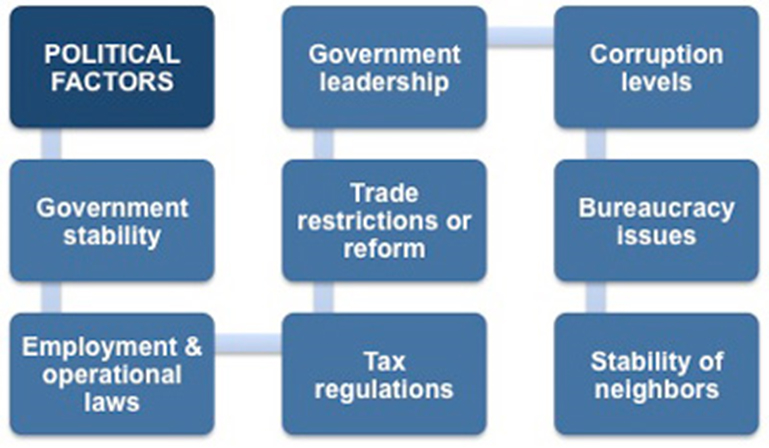 POLITICAL
FACTORS
Government
stability
Employment &
operational
laws
Tax
regulations
Trade
restrictions or
reform
Government
leadership
Corruption
levels
Bureaucracy
issues
Stability of
neighbors